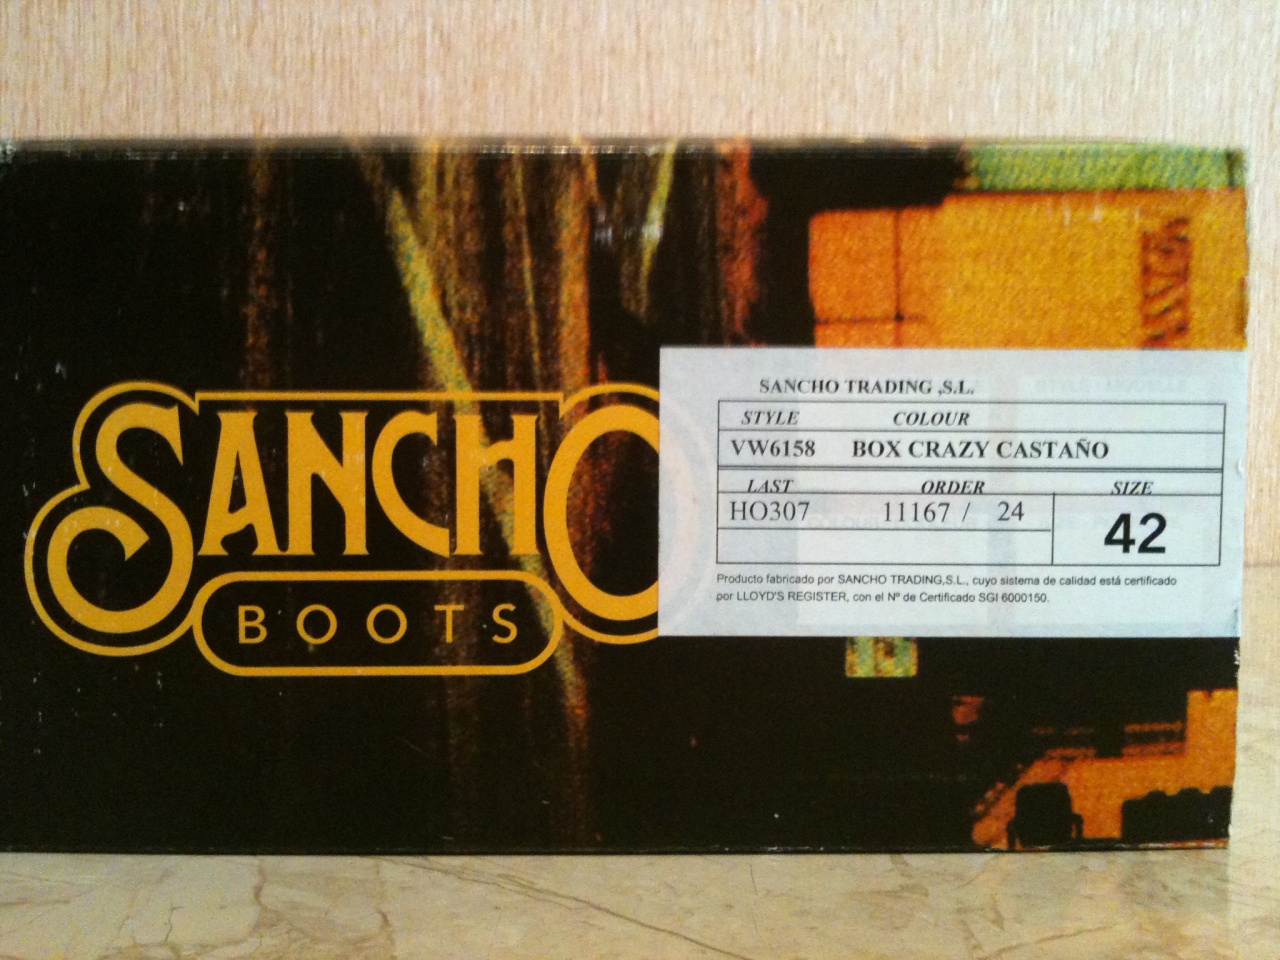 SANCHO
BOOTS
SANCHO TRADING ,S.L.
STYLE COLOUR
VW6158 BOX CRAZY CASTAÑO
LAST ORDER SIZE
HO307 11167 / 24 42
Producto fabricado por SANCHO TRADING,S.L., cuyo sistema de calidad está certificado
por LLOYD'S REGISTER, con el Nº de Certificado SGI 6000150.